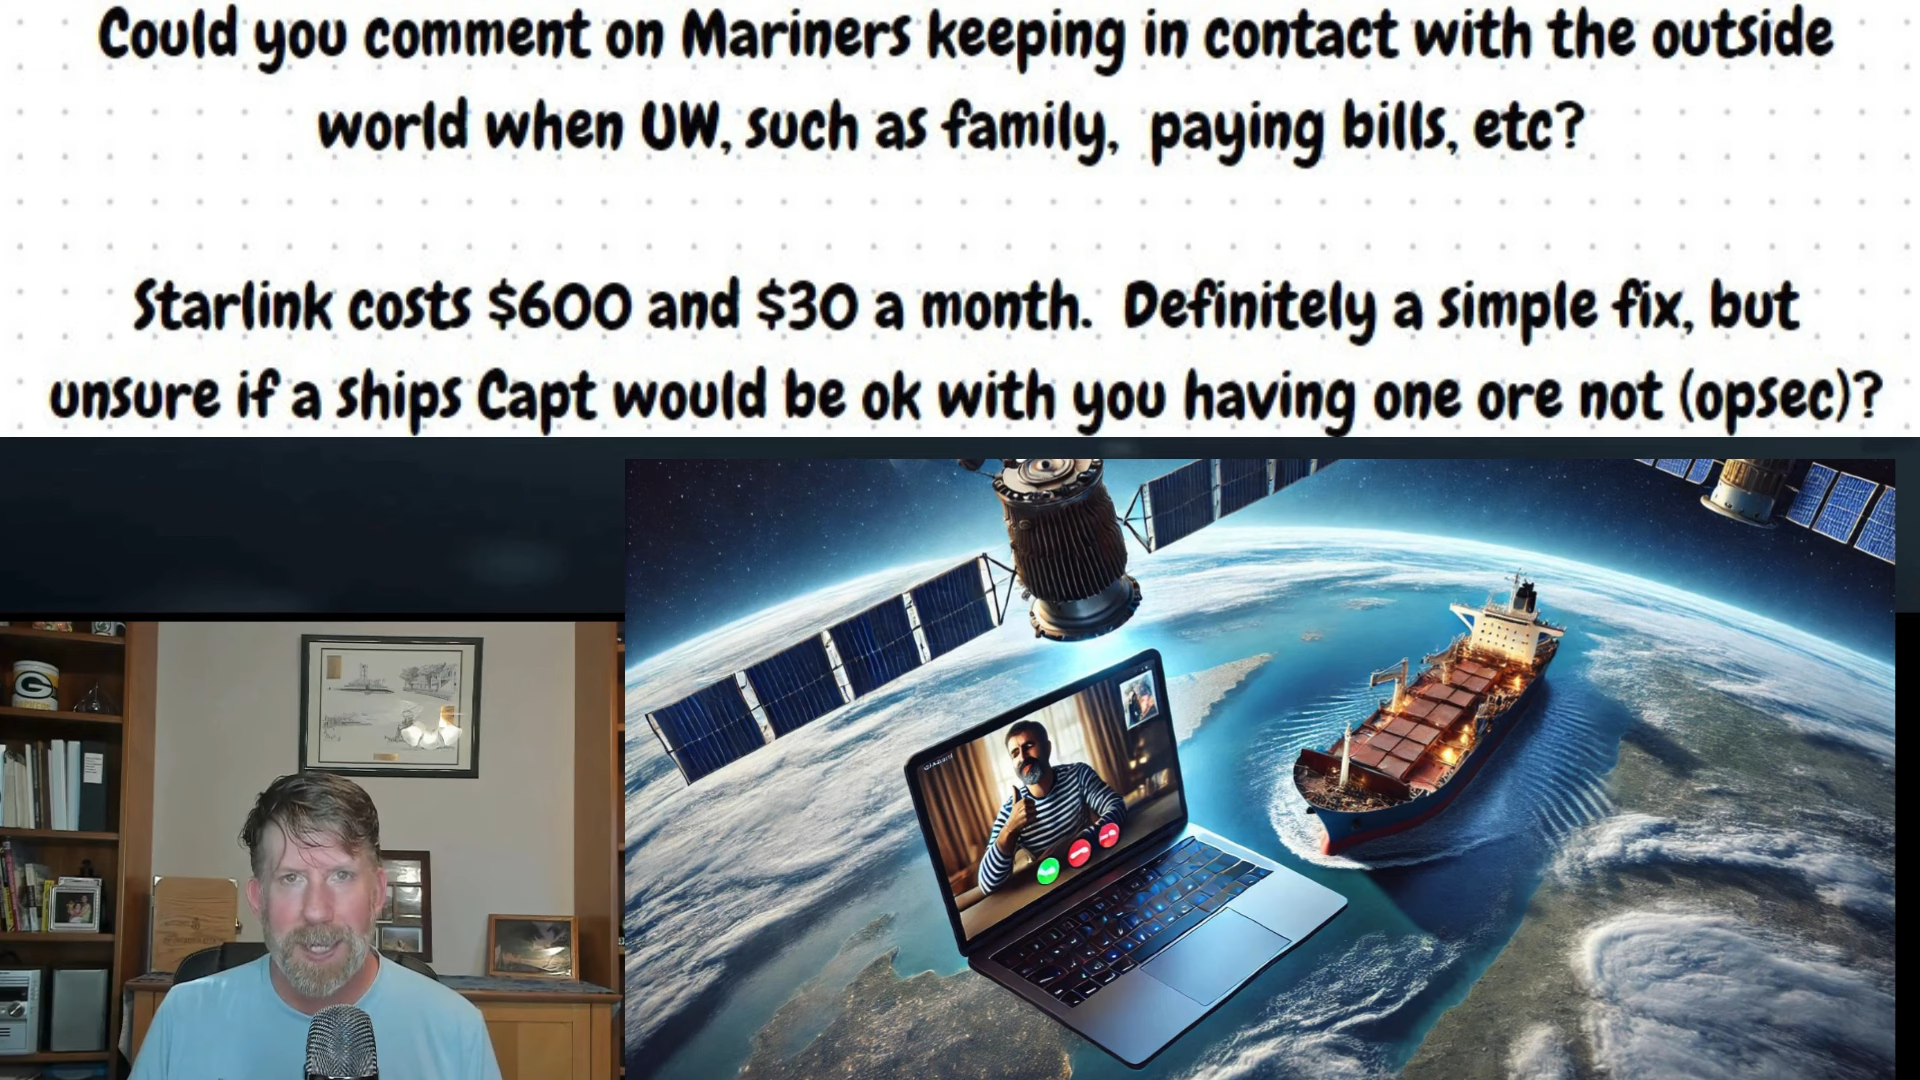 Could you comment on Mariners keeping in contact with the outside
world when UW, such as family, paying bills, etc?
Starlink costs $600 and $30 a month. Definitely a simple fix, but
unsure if a ships Capt would be ok with you having one ore not (opsec)?
G